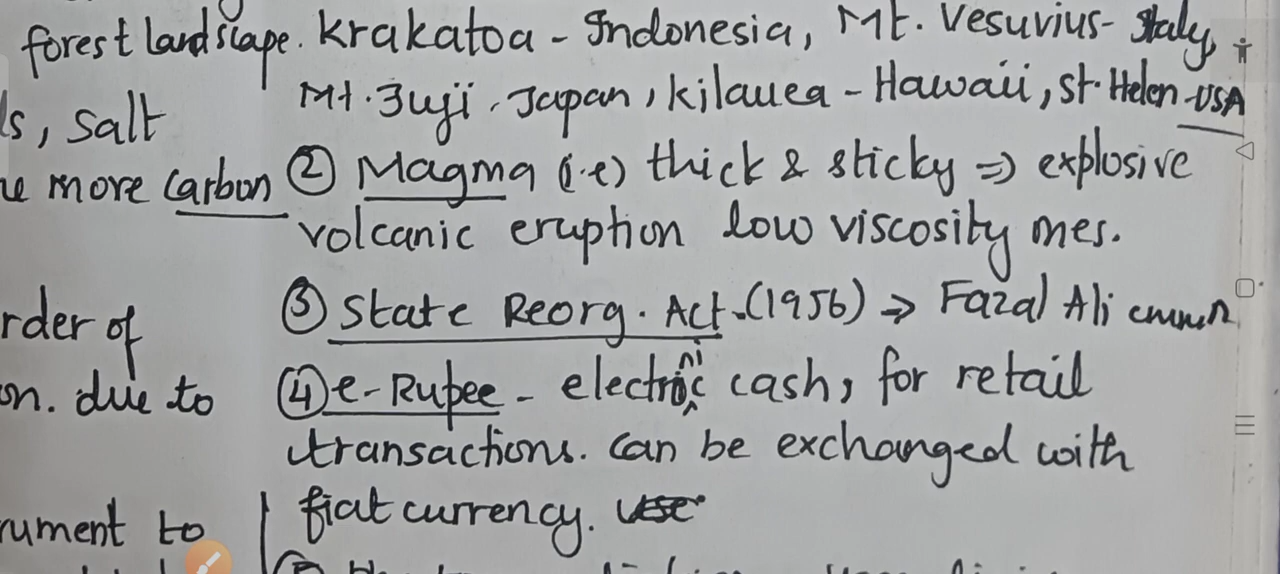 forest landscape. Krakatoa - Indonesia, Mt. Vesuvius - Italy,
Mt. Fuji - Japan, Kilauea - Hawaii, St. Helen - USA
s, salt
more Carbon
② Magma (i.e) thick & sticky => explosive
volcanic eruption low viscosity mes.
③ State Reorg. Act. (1956) → Fazal Ali
rder of
④ e-Rupee - electronic cash, for retail
on. due to
transactions. Can be exchanged with
fiat currency.
rument to